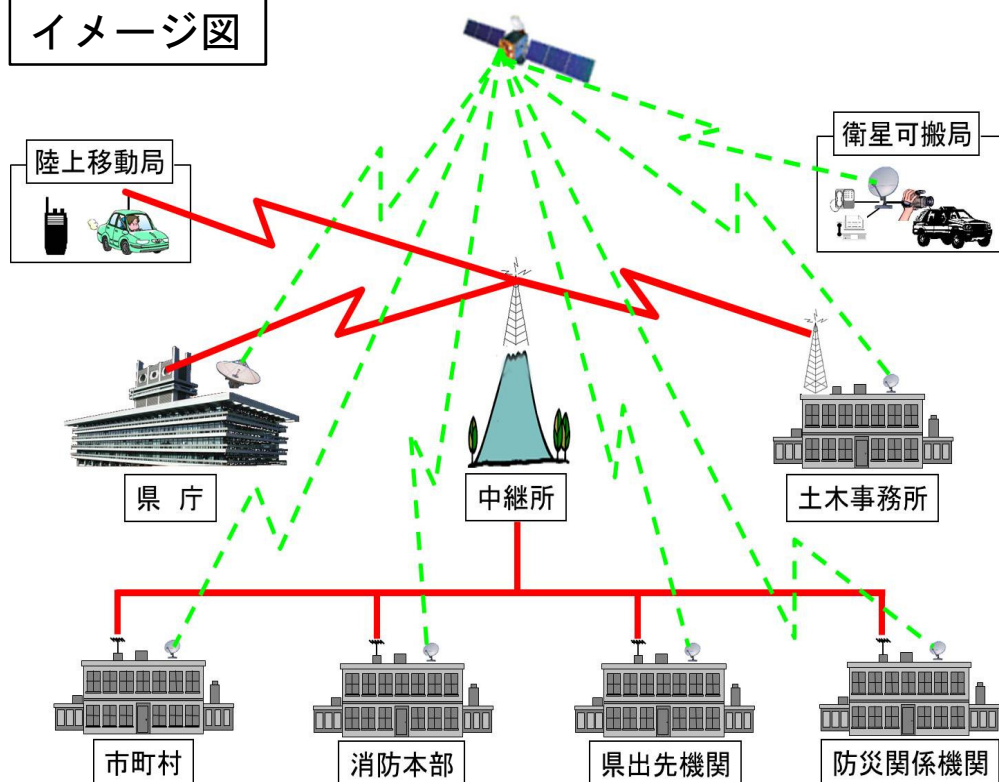 イメージ図
陸上移動局
衛星可搬局
県 庁
中継所
土木事務所
市町村
消防本部
県出先機関
防災関係機関